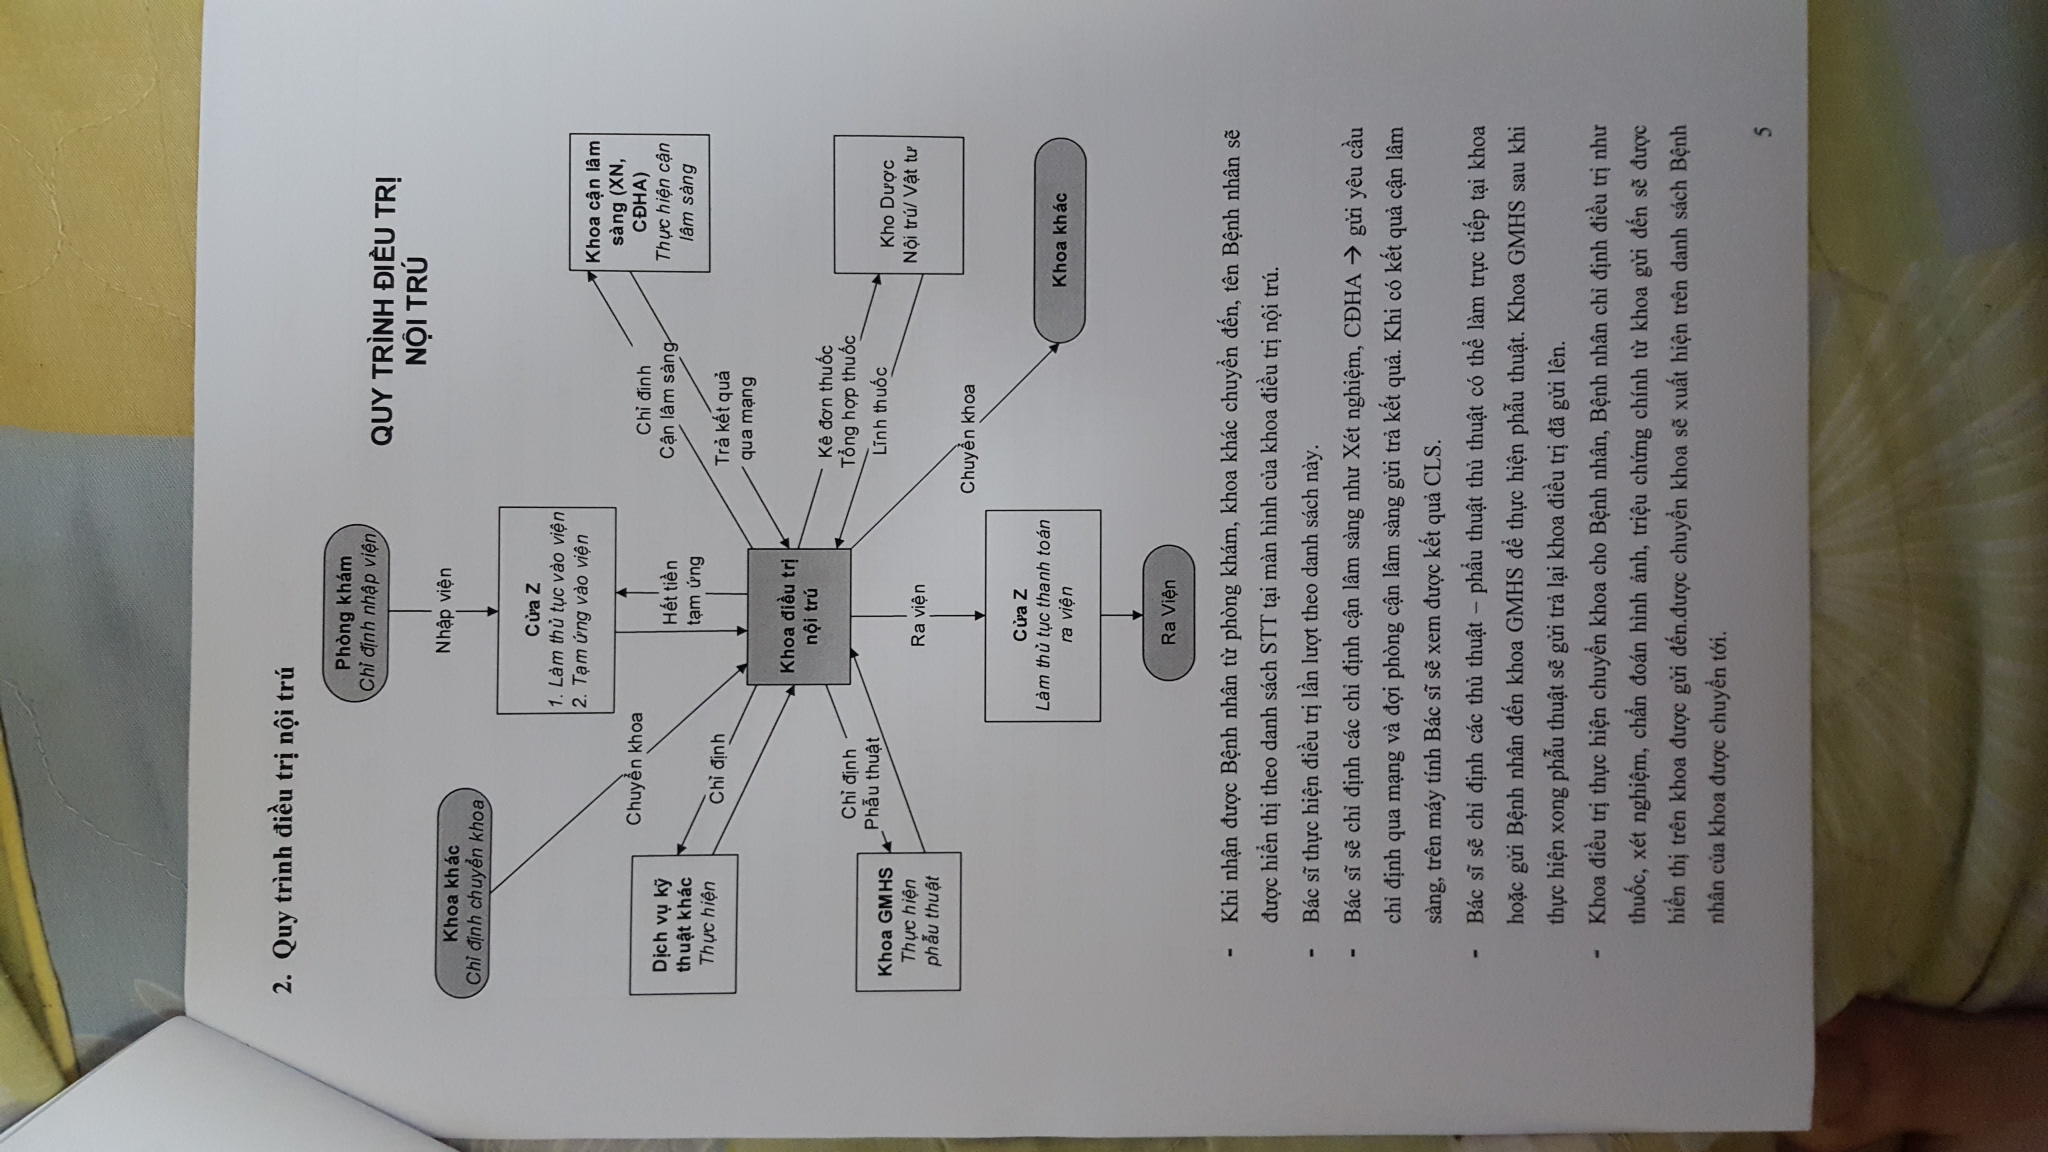 2. Quy trình điều trị nội trú
Phòng khám
Chỉ định nhập viện
QUY TRÌNH ĐIỀU TRỊ
NỘI TRÚ
Nhập viện
Khoa khác
Chỉ định chuyển khoa
Cửa Z
1. Làm thủ tục vào viện
2. Tạm ứng vào viện
Khoa cận lâm
sàng (XN,
CĐHA)
Thực hiện cận
lâm sàng
Chuyển khoa
Dịch vụ kỹ
thuật khác
Thực hiện
Hết tiền
tạm ứng
Chỉ đinh
Cận lâm sàng
Chỉ định
Trả kết quả
qua mạng
Khoa điều trị
nội trú
Chỉ định
Phẫu thuật
Kê đơn thuốc
Tổng hợp thuốc
Lĩnh thuốc
Khoa GMHS
Thực hiện
phẫu thuật
Kho Dược
Nội trú/ Vật tư
Ra viện
Chuyển khoa
Cửa Z
Làm thủ tục thanh toán
ra viện
Khoa khác
Ra Viện
- Khi nhận được Bệnh nhân từ phòng khám, khoa khác chuyển đến, tên Bệnh nhân sẽ
được hiển thị theo danh sách STT tại màn hình của khoa điều trị nội trú.
- Bác sĩ thực hiện điều trị lần lượt theo danh sách này.
- Bác sĩ sẽ chỉ định các chỉ định cận lâm sàng như Xét nghiệm, CĐHA → gửi yêu cầu
chỉ định qua mạng và đợi phòng cận lâm sàng gửi trả kết quả. Khi có kết quả cận lâm
sàng, trên máy tính Bác sĩ sẽ xem được kết quả CLS.
- Bác sĩ sẽ chỉ định các thủ thuật – phẩu thuật thủ thuật có thể làm trực tiếp tại khoa
hoặc gửi Bệnh nhân đến khoa GMHS để thực hiện phẫu thuật. Khoa GMHS sau khi
thực hiện xong phẫu thuật sẽ gửi trả lại khoa điều trị đã gửi lên.
- Khoa điều trị thực hiện chuyển khoa cho Bệnh nhân, Bệnh nhân chỉ định điều trị như
thuốc, xét nghiệm, chẩn đoán hình ảnh, triệu chứng chính từ khoa gửi đến sẽ được
hiển thị trên khoa được gửi đến.được chuyển khoa sẽ xuất hiện trên danh sách Bệnh
nhân của khoa được chuyển tới.
5